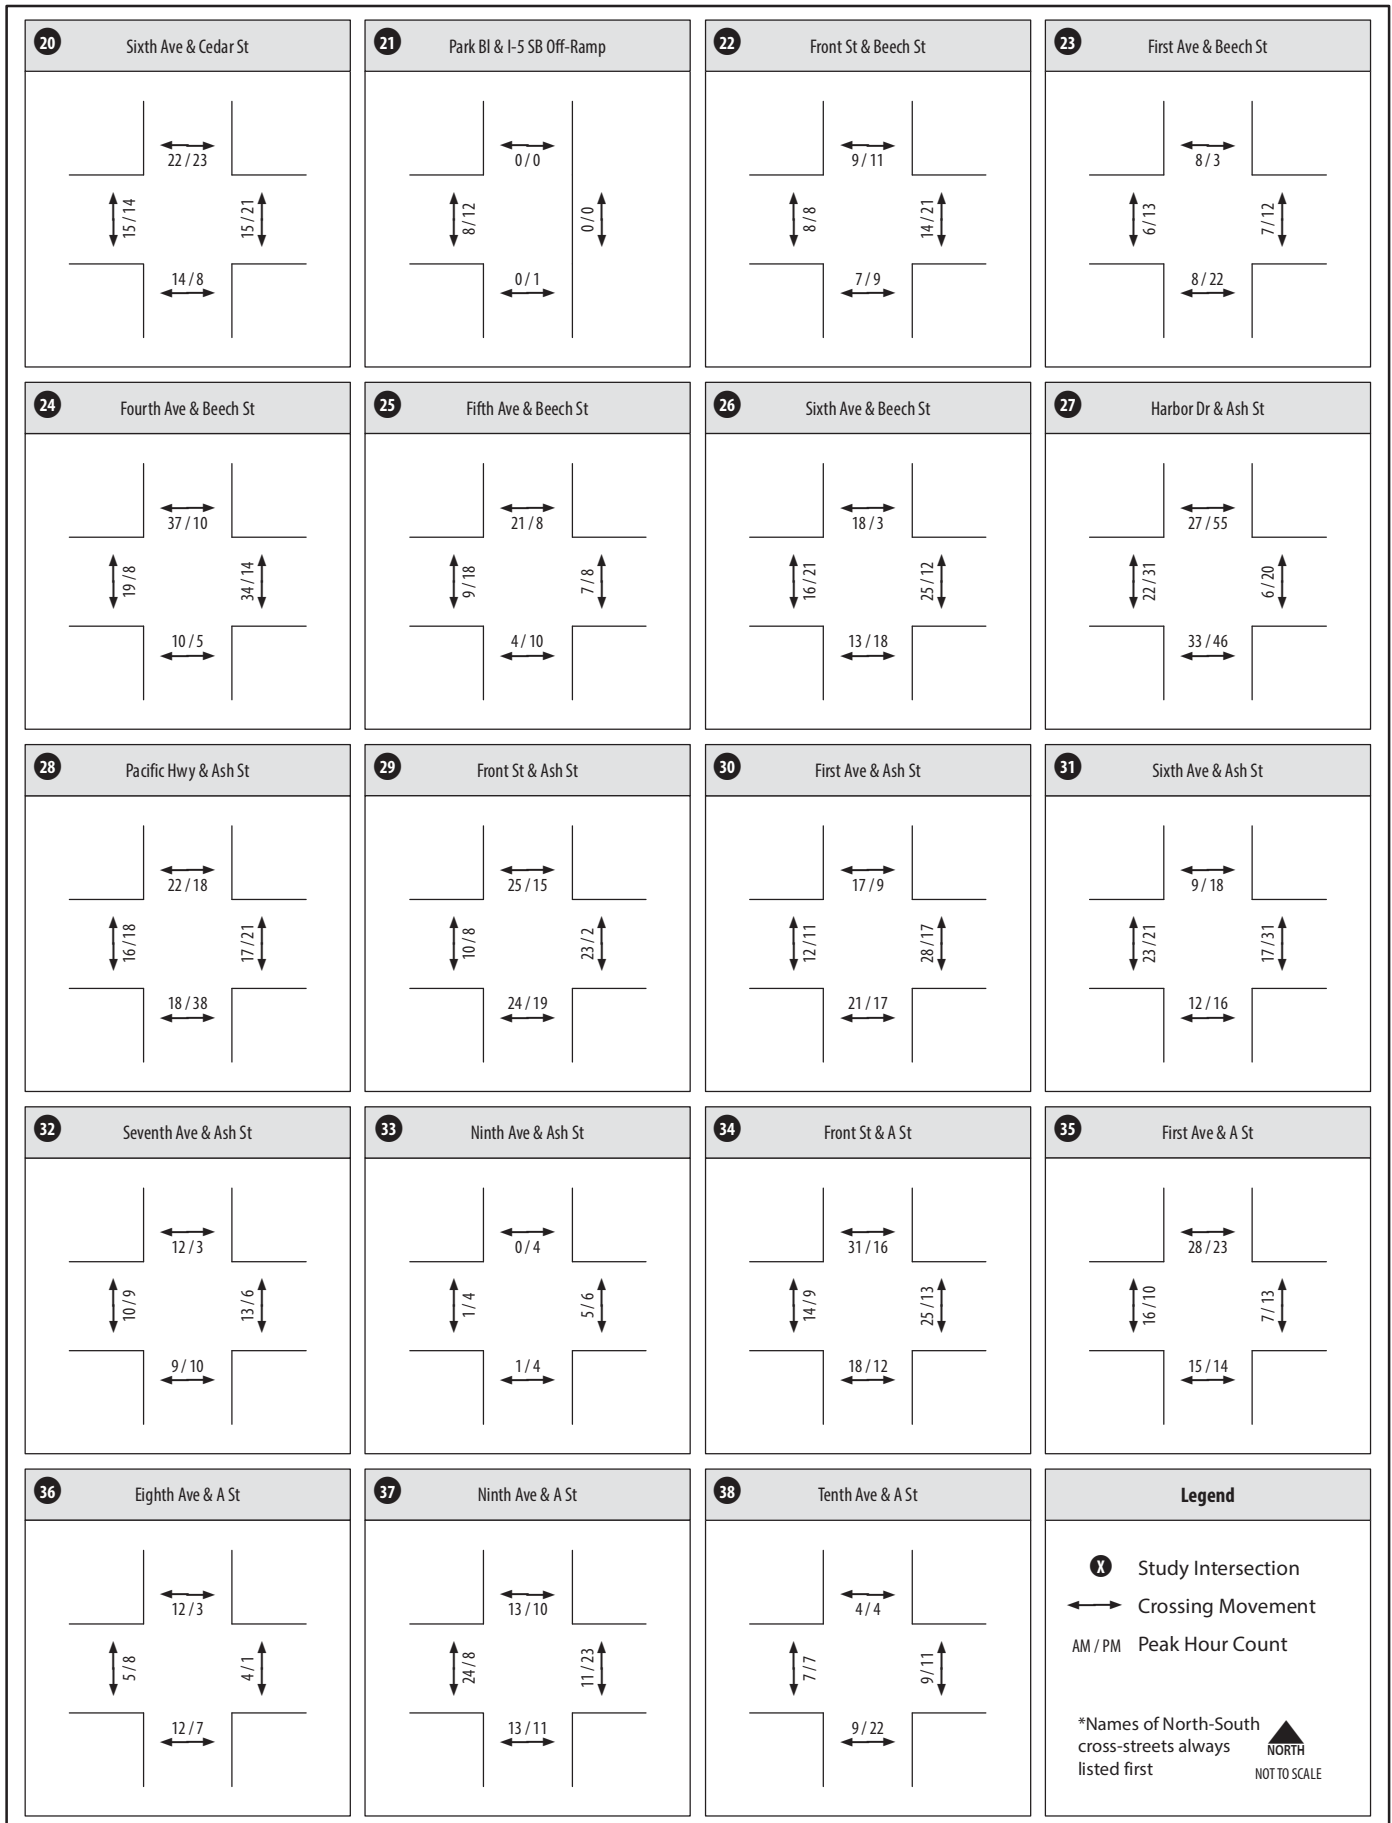 20 Sixth Ave & Cedar St
22 / 23
15 / 14
15 / 21
14 / 8
21 Park Bl & I-5 SB Off-Ramp
0 / 0
8 / 12
0 / 0
0 / 1
22 Front St & Beech St
9 / 11
8 / 8
14 / 21
7 / 9
23 First Ave & Beech St
8 / 3
6 / 13
7 / 12
8 / 22
24 Fourth Ave & Beech St
37 / 10
19 / 8
34 / 14
10 / 5
25 Fifth Ave & Beech St
21 / 8
9 / 18
7 / 8
4 / 10
26 Sixth Ave & Beech St
18 / 3
16 / 21
25 / 12
13 / 18
27 Harbor Dr & Ash St
27 / 55
22 / 31
6 / 20
33 / 46
28 Pacific Hwy & Ash St
22 / 18
16 / 18
17 / 21
18 / 38
29 Front St & Ash St
25 / 15
10 / 8
23 / 2
24 / 19
30 First Ave & Ash St
17 / 9
12 / 11
28 / 17
21 / 17
31 Sixth Ave & Ash St
9 / 18
23 / 21
17 / 31
12 / 16
32 Seventh Ave & Ash St
12 / 3
10 / 9
13 / 6
9 / 10
33 Ninth Ave & Ash St
0 / 4
1 / 4
5 / 6
1 / 4
34 Front St & A St
31 / 16
14 / 9
25 / 13
18 / 12
35 First Ave & A St
28 / 23
16 / 10
7 / 13
15 / 14
36 Eighth Ave & A St
12 / 3
5 / 8
4 / 1
12 / 7
37 Ninth Ave & A St
13 / 10
24 / 8
11 / 23
13 / 11
38 Tenth Ave & A St
4 / 4
7 / 7
9 / 11
9 / 22
Legend
X Study Intersection
Crossing Movement
AM / PM Peak Hour Count
*Names of North-South
cross-streets always
listed first
NORTH
NOT TO SCALE